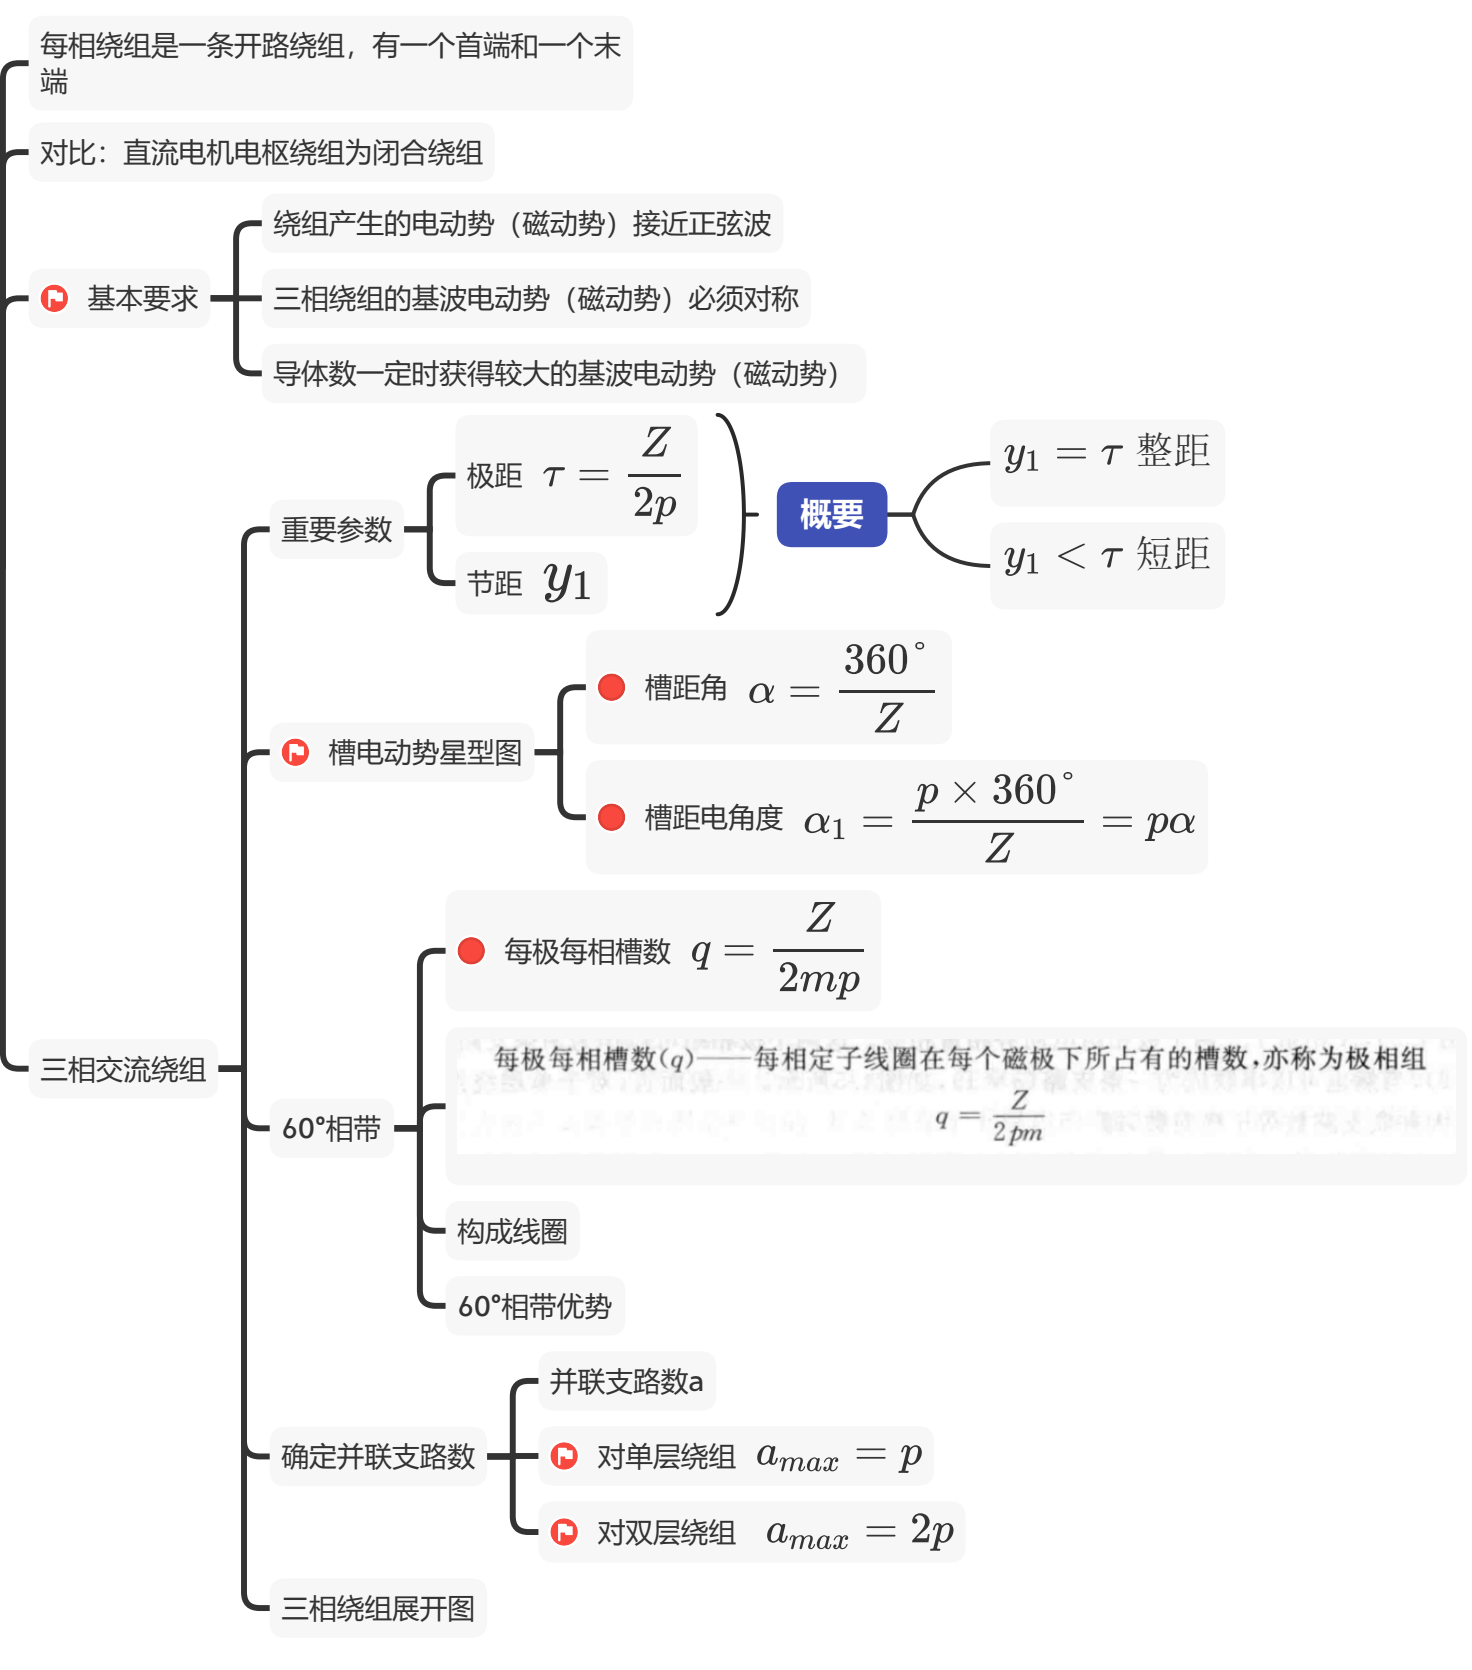 每相绕组是一条开路绕组，有一个首端和一个末
端
对比：直流电机电枢绕组为闭合绕组
基本要求
绕组产生的电动势（磁动势）接近正弦波
三相绕组的基波电动势（磁动势）必须对称
导体数一定时获得较大的基波电动势（磁动势）
三相交流绕组
重要参数
极距 τ = Z/2p
节距 y₁
概要
y₁ = τ 整距
y₁ < τ 短距
槽电动势星型图
槽距角 α = 360°/Z
槽距电角度 α₁ = p × 360°/Z = pα
60°相带
每极每相槽数 q = Z/2mp
每极每相槽数(q)——每相定子线圈在每个磁极下所占有的槽数,亦称为极相组
q = Z/2pm
构成线圈
60°相带优势
确定并联支路数
并联支路数a
对单层绕组 aₘₐₓ = p
对双层绕组 aₘₐₓ = 2p
三相绕组展开图